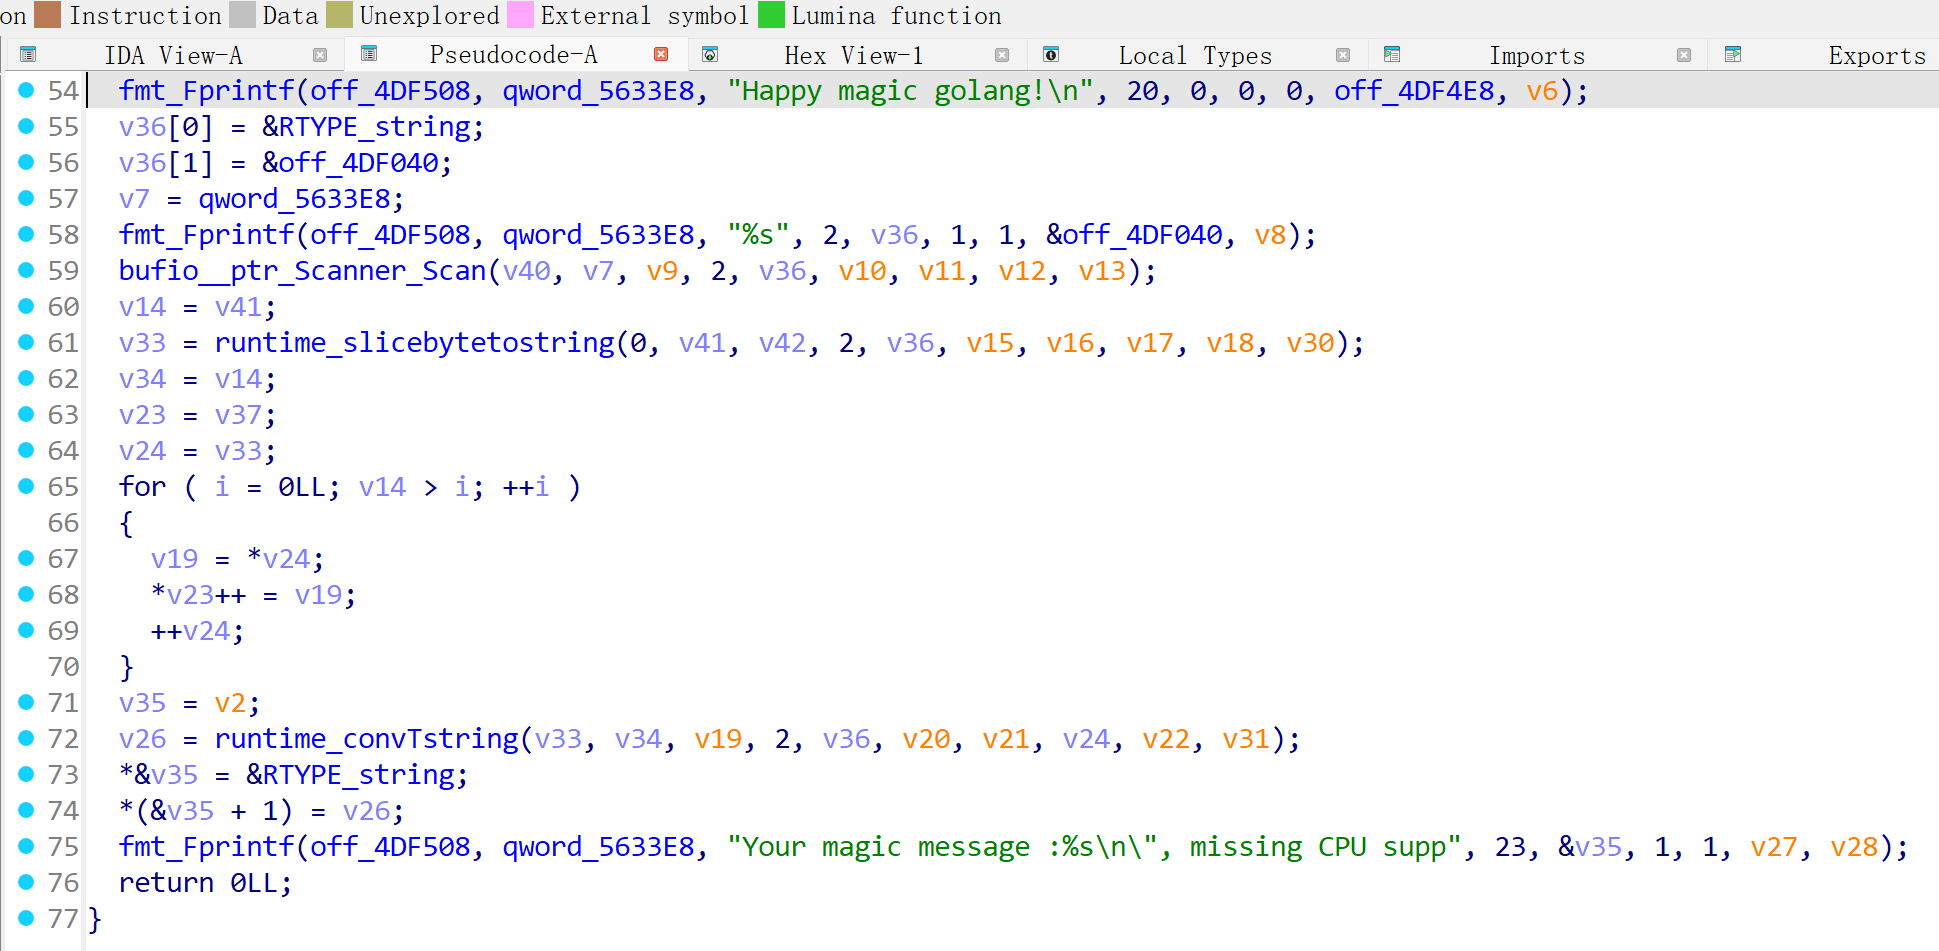 on Instruction Data Unexplored External symbol Lumina function
IDA View-A Pseudocode-A Hex View-1 Local Types Imports Exports
54 fmt_Fprintf(off_4DF508, qword_5633E8, "Happy magic golang!\n", 20, 0, 0, 0, off_4DF4E8, v6);
55 v36[0] = &RTYPE_string;
56 v36[1] = &off_4DF040;
57 v7 = qword_5633E8;
58 fmt_Fprintf(off_4DF508, qword_5633E8, "%s", 2, v36, 1, 1, &off_4DF040, v8);
59 bufio__ptr_Scanner_Scan(v40, v7, v9, 2, v36, v10, v11, v12, v13);
60 v14 = v41;
61 v33 = runtime_slicebytetostring(0, v41, v42, 2, v36, v15, v16, v17, v18, v30);
62 v34 = v14;
63 v23 = v37;
64 v24 = v33;
65 for ( i = 0LL; v14 > i; ++i )
66 {
67 v19 = *v24;
68 *v23++ = v19;
69 ++v24;
70 }
71 v35 = v2;
72 v26 = runtime_convTstring(v33, v34, v19, 2, v36, v20, v21, v24, v22, v31);
73 *&v35 = &RTYPE_string;
74 *(&v35 + 1) = v26;
75 fmt_Fprintf(off_4DF508, qword_5633E8, "Your magic message :%s\n\", missing CPU supp", 23, &v35, 1, 1, v27, v28);
76 return 0LL;
77 }